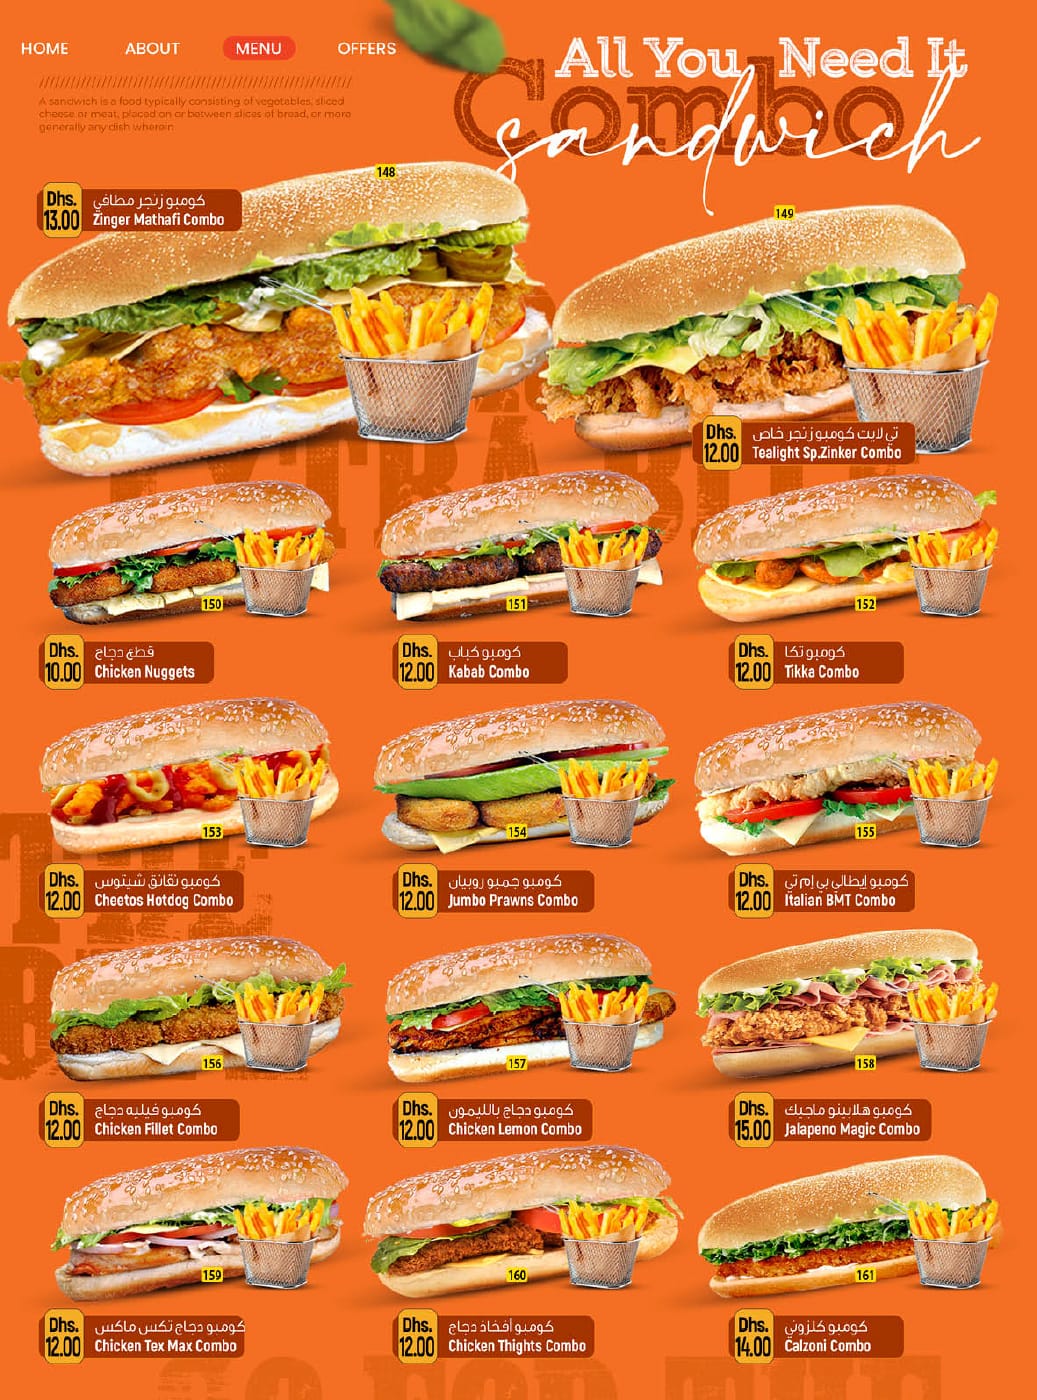 HOME ABOUT MENU OFFERS
A sandwich is a food typically consisting of vegetables, sliced
cheese or meat, placed on or between slices of bread, or more
generally any dish wherein
All You Need It
Combo
sandwich
148
Dhs.
13.00
كومبو زنجر مطافي
Zinger Mathafi Combo
149
Dhs.
12.00
تي لايت كومبو زنجر خاص
Tealight Sp.Zinker Combo
EXTRA BITE
150
Dhs.
10.00
قطع دجاج
Chicken Nuggets
151
Dhs.
12.00
كومبو كباب
Kabab Combo
152
Dhs.
12.00
كومبو تكا
Tikka Combo
153
Dhs.
12.00
كومبو نقانق شيتوس
Cheetos Hotdog Combo
154
Dhs.
12.00
كومبو جمبو روبيان
Jumbo Prawns Combo
155
Dhs.
12.00
كومبو إيطالي بي إم تي
Italian BMT Combo
156
Dhs.
12.00
كومبو فيليه دجاج
Chicken Fillet Combo
157
Dhs.
12.00
كومبو دجاج بالليمون
Chicken Lemon Combo
158
Dhs.
15.00
كومبو هلابينو ماجيك
Jalapeno Magic Combo
159
Dhs.
12.00
كومبو دجاج تكس ماكس
Chicken Tex Max Combo
160
Dhs.
12.00
كومبو أفخاذ دجاج
Chicken Thights Combo
161
Dhs.
14.00
كومبو كلزوني
Calzoni Combo